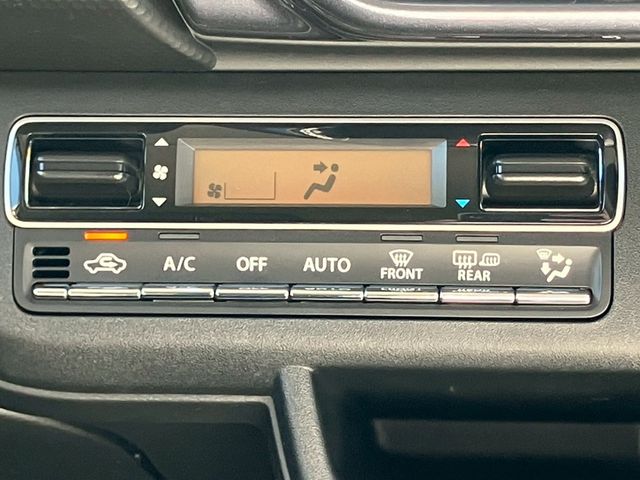 A/C OFF AUTO FRONT REAR